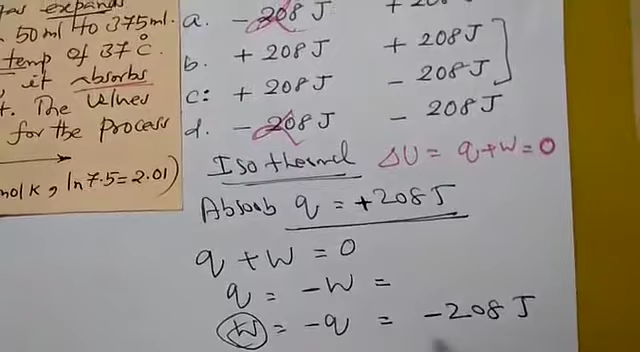 gas expands
50 ml to 375 ml.
temp of 37°C.
, it absorbs
t. The values
for the process
mol K, ln 7.5 = 2.01)
a. - 208 J
b. + 208 J + 208 J
c: + 208 J - 208 J
d. - 208 J - 208 J
Isothermal ΔU = q + W = 0
Absorb q = +208 J
q + W = 0
q = -W =
W = -q = -208 J